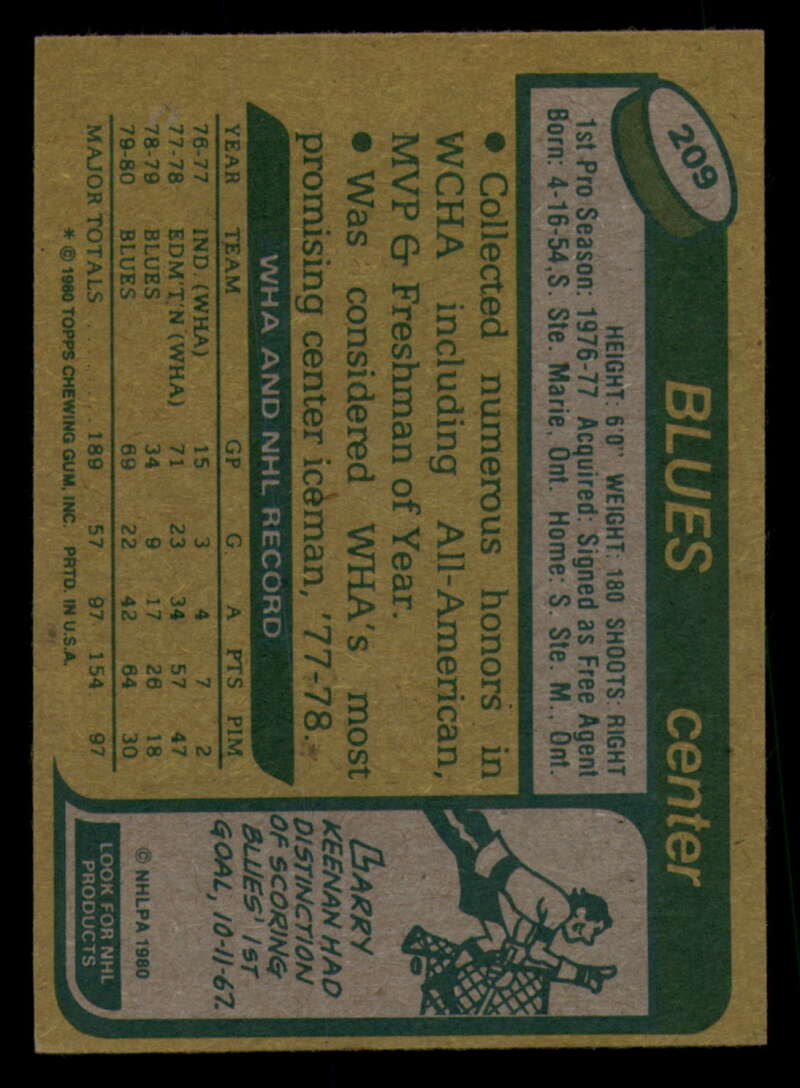 209
BLUES center
HEIGHT: 6'0" WEIGHT: 180 SHOOTS: RIGHT
1st Pro Season: 1976-77 Acquired: Signed as Free Agent
Born: 4-16-54, S. Ste. Marie, Ont. Home: S. Ste. M., Ont.
• Collected numerous honors in
WCHA including All-American,
MVP & Freshman of Year.
• Was considered WHA's most
promising center iceman, '77-78.
WHA AND NHL RECORD
YEAR TEAM GP G A PTS PIM
76-77 IND. (WHA) 15 3 4 7 2
77-78 EDM'T'N (WHA) 71 23 34 57 47
78-79 BLUES 34 9 17 26 18
79-80 BLUES 69 22 42 64 30
MAJOR TOTALS ........ 189 57 97 154 97
* © 1980 TOPPS CHEWING GUM, INC. PRTD. IN U.S.A.
LARRY
KEENAN HAD
DISTINCTION
OF SCORING
BLUES' 1ST
GOAL, 10-11-67.
© NHLPA 1980
LOOK FOR NHL
PRODUCTS